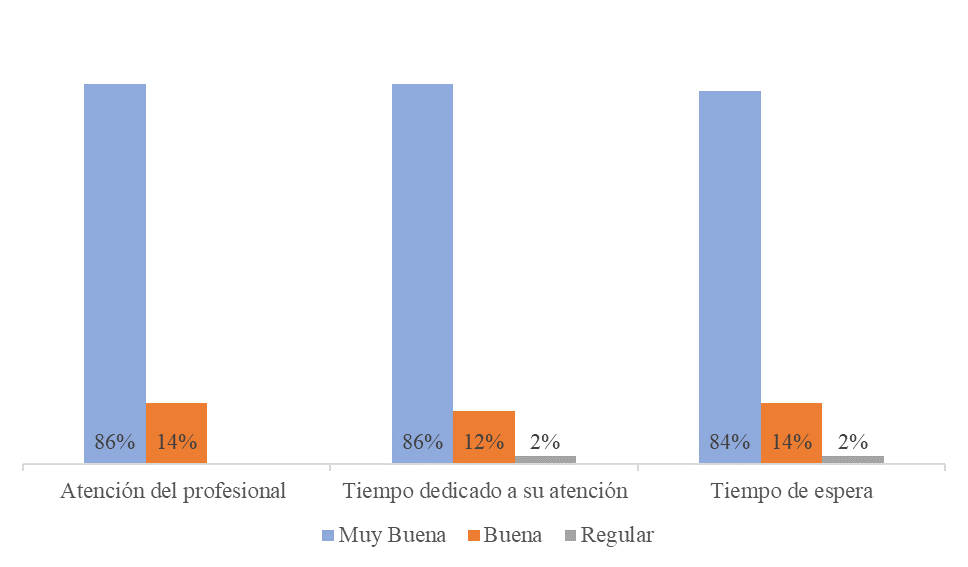 86% 14% 86% 12% 2% 84% 14% 2%
Atención del profesional Tiempo dedicado a su atención Tiempo de espera
Muy Buena Buena Regular